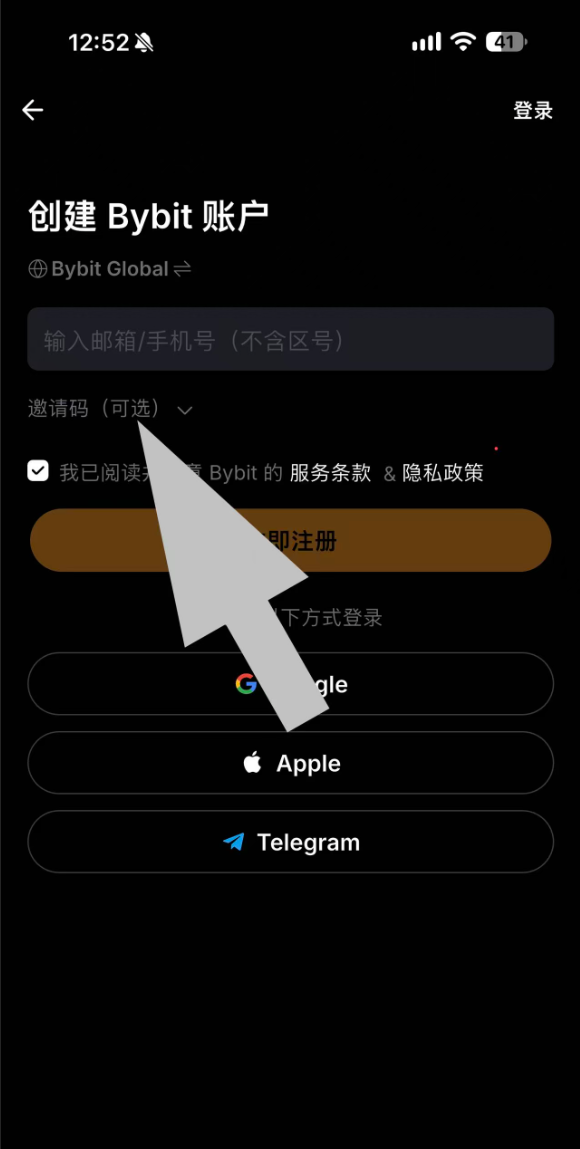 12:52
41
登录
创建 Bybit 账户
Bybit Global
输入邮箱/手机号（不含区号）
邀请码（可选）
我已阅读 Bybit 的 服务条款 & 隐私政策
即注册
下方式登录
gle
Apple
Telegram